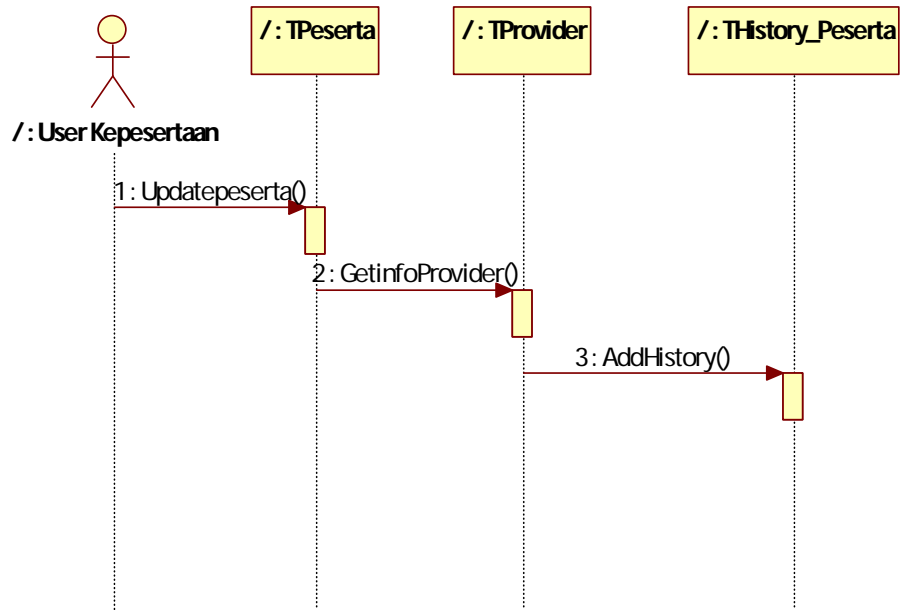 / : TPeserta
/ : TProvider
/ : THistory_Peserta
/ : User Kepesertaan
1 : Updatepeserta()
2 : GetinfoProvider()
3 : AddHistory()